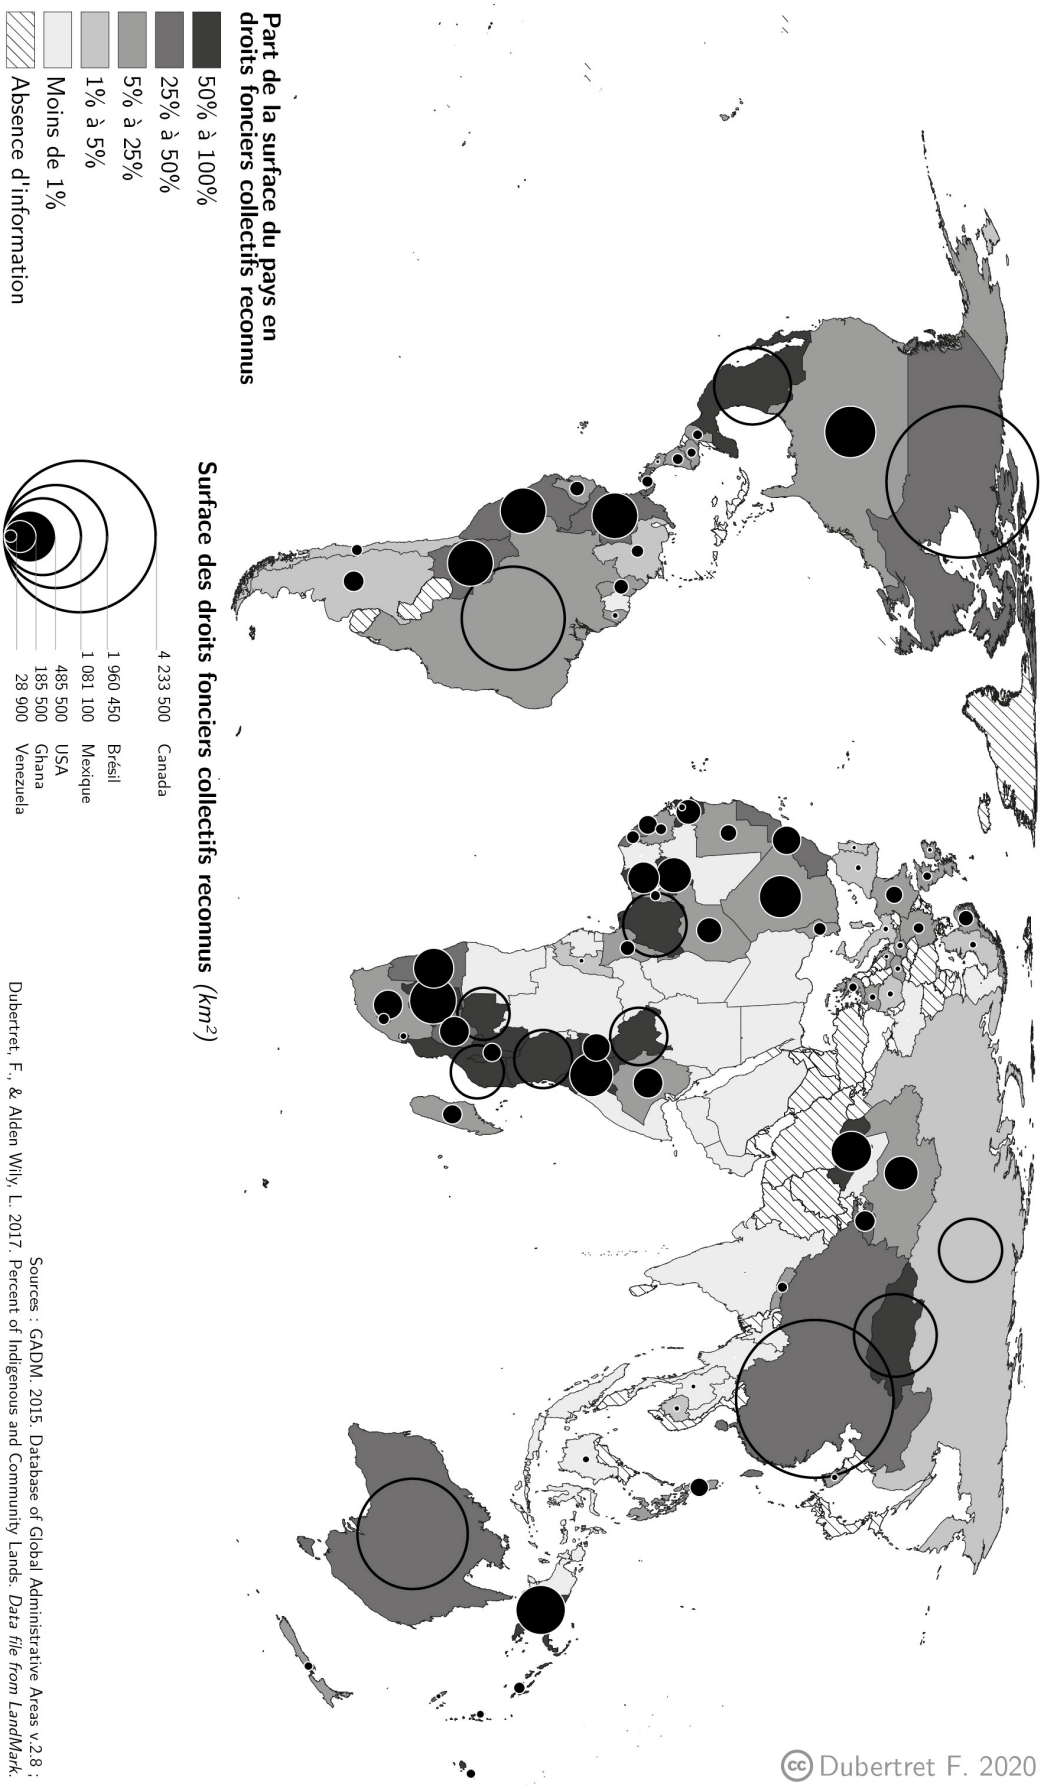 Part de la surface du pays en
droits fonciers collectifs reconnus
50% à 100%
25% à 50%
5% à 25%
1% à 5%
Moins de 1%
Absence d'information
Surface des droits fonciers collectifs reconnus (km²)
4 233 500 Canada
1 960 450 Brésil
1 081 100 Mexique
485 500 USA
185 500 Ghana
28 900 Venezuela
Sources : GADM. 2015. Database of Global Administrative Areas v.2.8 ;
Dubertret, F., & Alden Wily, L. 2017. Percent of Indigenous and Community Lands. Data file from LandMark.
cc Dubertret F. 2020